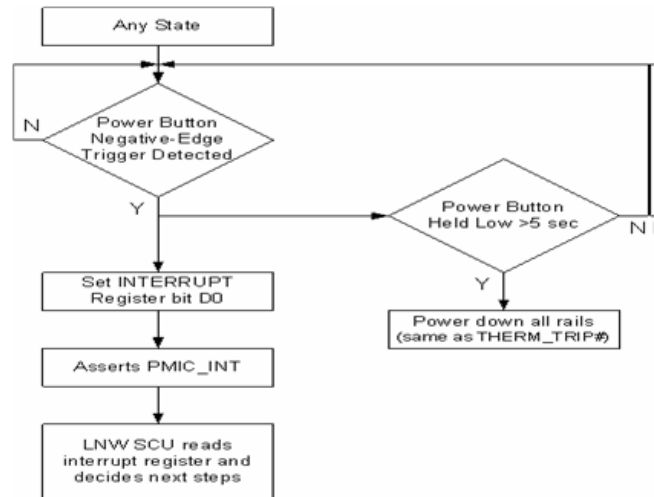 Any State
N
Power Button
Negative-Edge
Trigger Detected
Y
Power Button
Held Low >5 sec
N
Y
Set INTERRUPT
Register bit D0
Power down all rails
(same as THERM_TRIP#)
Asserts PMIC_INT
LNW SCU reads
interrupt register and
decides next steps